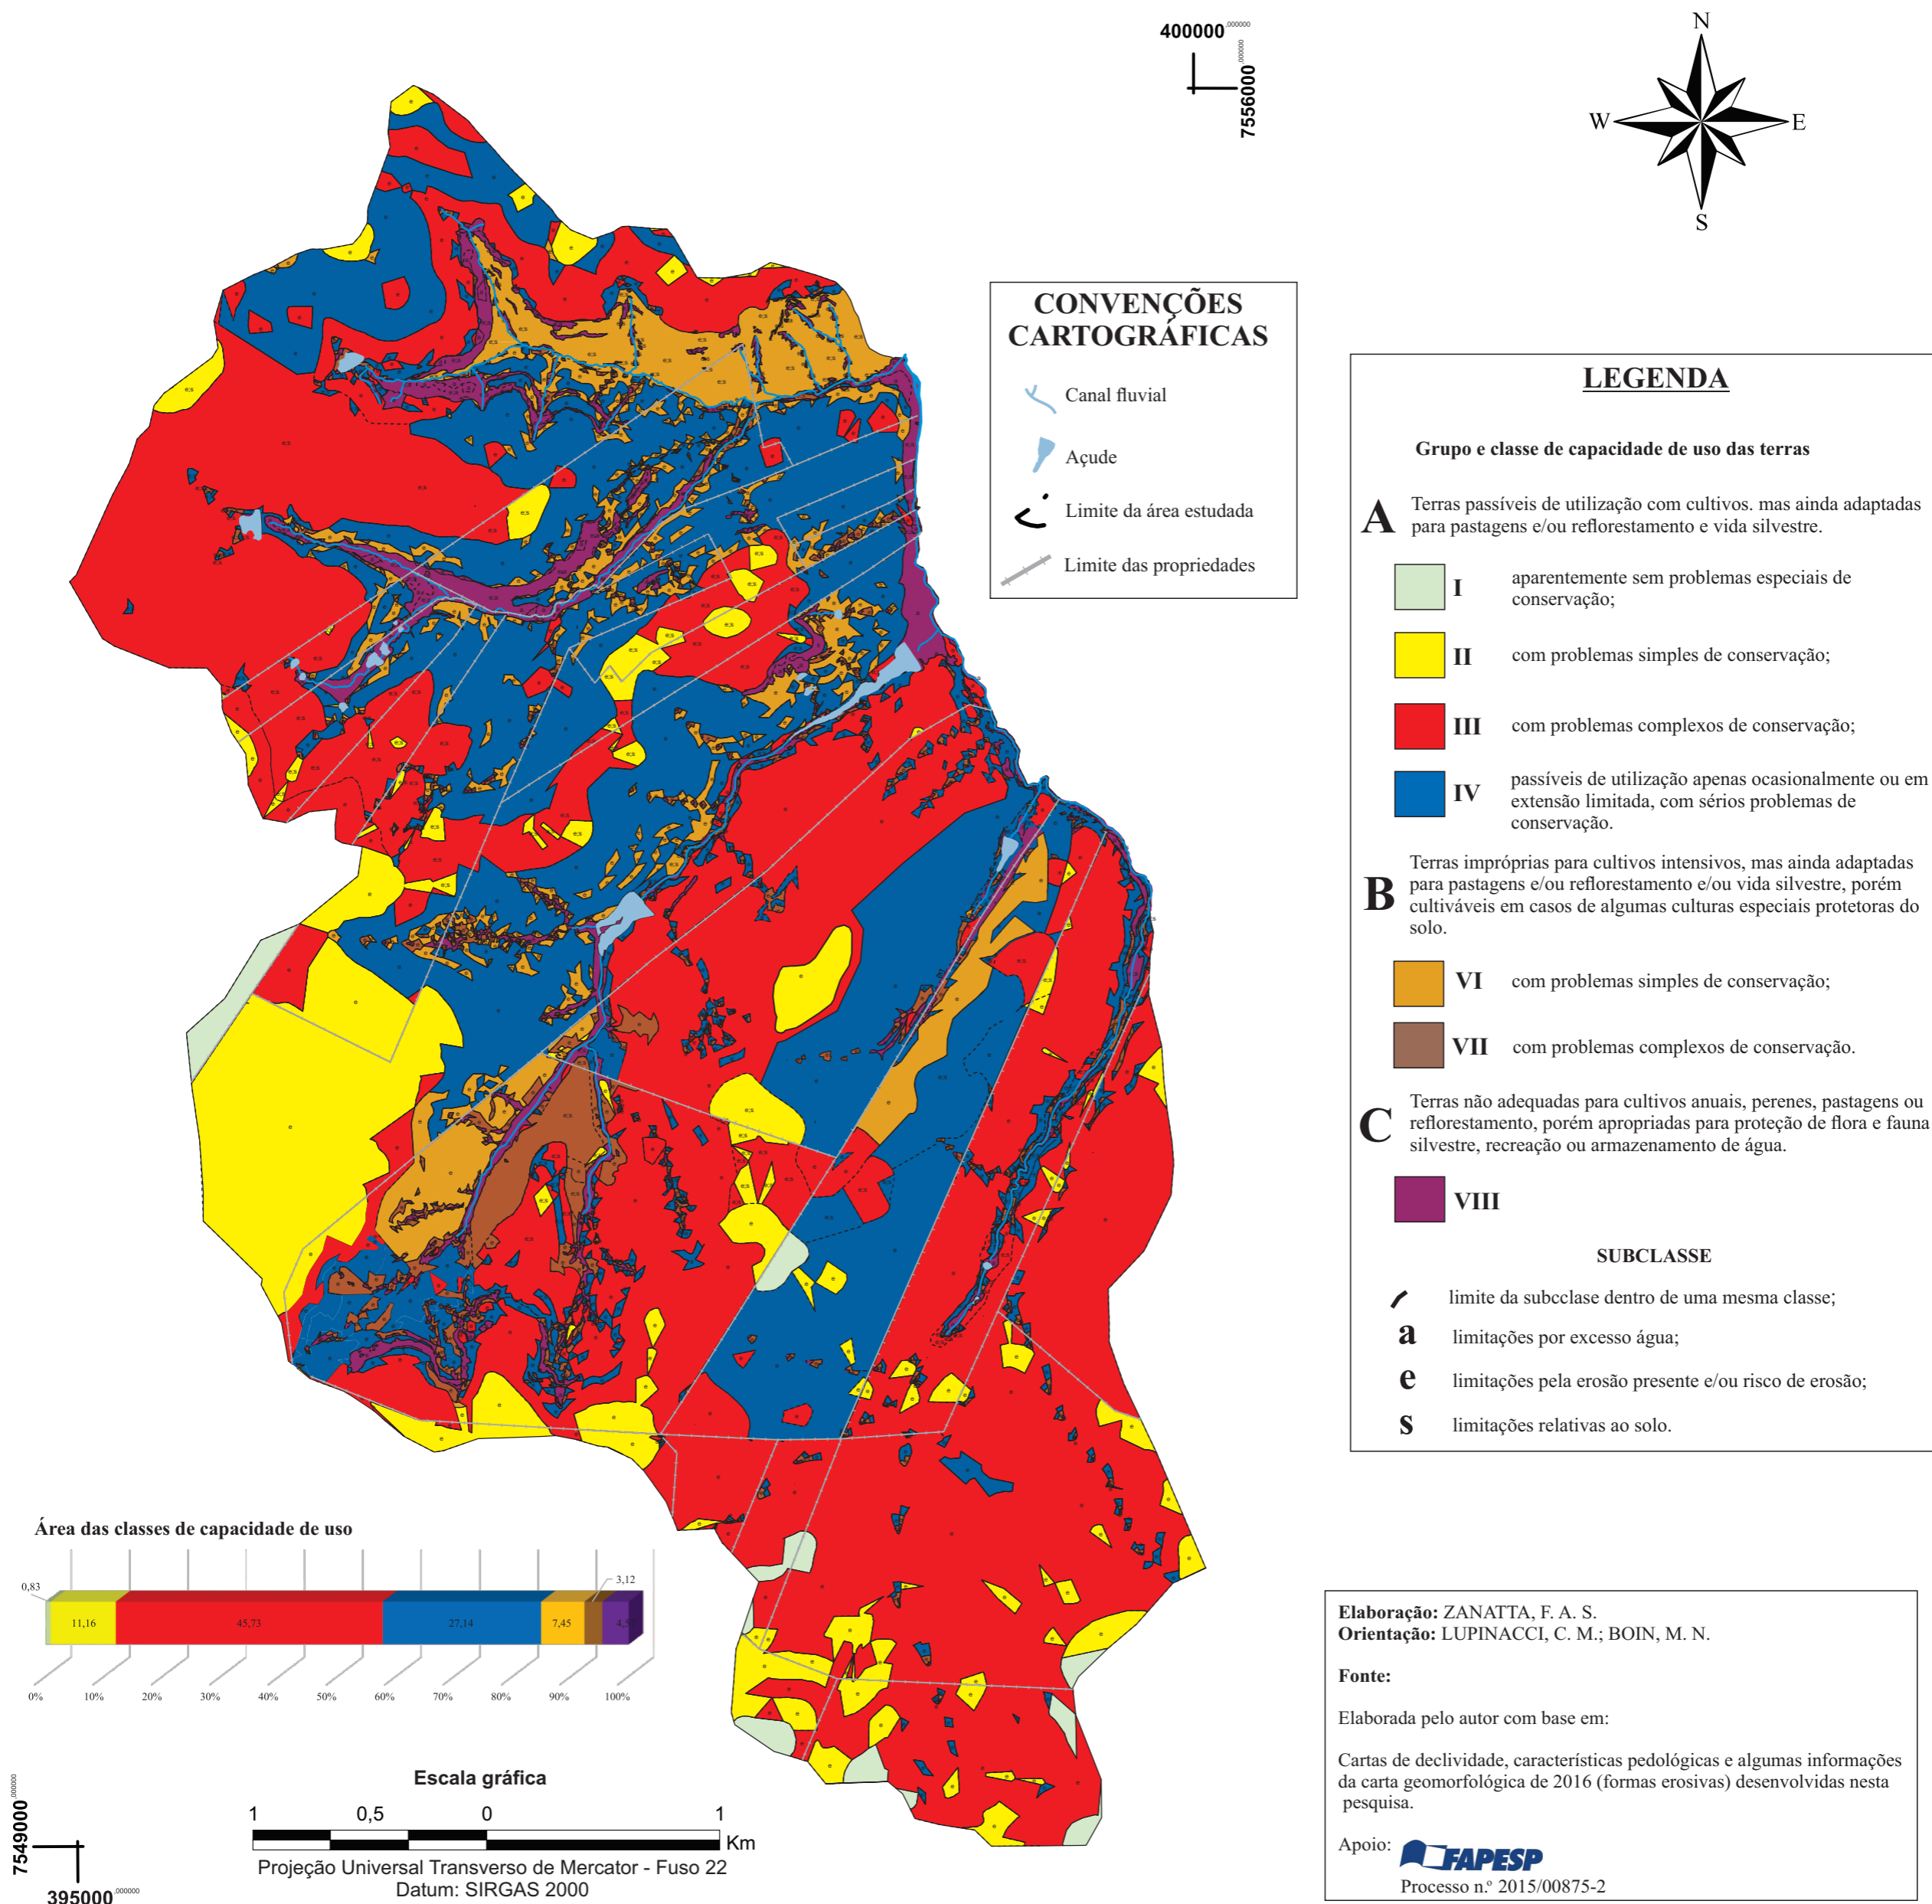 400000,000000
7556000,000000
N
W
E
S
CONVENÇÕES
CARTOGRÁFICAS
Canal fluvial
Açude
Limite da área estudada
Limite das propriedades
LEGENDA
Grupo e classe de capacidade de uso das terras
A
Terras passíveis de utilização com cultivos. mas ainda adaptadas
para pastagens e/ou reflorestamento e vida silvestre.
I
aparentemente sem problemas especiais de
conservação;
II com problemas simples de conservação;
III com problemas complexos de conservação;
IV
passíveis de utilização apenas ocasionalmente ou em
extensão limitada, com sérios problemas de
conservação.
B
Terras impróprias para cultivos intensivos, mas ainda adaptadas
para pastagens e/ou reflorestamento e/ou vida silvestre, porém
cultiváveis em casos de algumas culturas especiais protetoras do
solo.
VI com problemas simples de conservação;
VII com problemas complexos de conservação.
C
Terras não adequadas para cultivos anuais, perenes, pastagens ou
reflorestamento, porém apropriadas para proteção de flora e fauna
silvestre, recreação ou armazenamento de água.
VIII
SUBCLASSE
limite da subcclase dentro de uma mesma classe;
a limitações por excesso água;
e limitações pela erosão presente e/ou risco de erosão;
s limitações relativas ao solo.
Área das classes de capacidade de uso
0,83
3,12
11,16 45,73 27,14 7,45
0% 10% 20% 30% 40% 50% 60% 70% 80% 90% 100%
Escala gráfica
1 0,5 0 1
Km
Projeção Universal Transverso de Mercator - Fuso 22
Datum: SIRGAS 2000
7549000,000000
395000,000000
Elaboração: ZANATTA, F. A. S.
Orientação: LUPINACCI, C. M.; BOIN, M. N.
Fonte:
Elaborada pelo autor com base em:
Cartas de declividade, características pedológicas e algumas informações
da carta geomorfológica de 2016 (formas erosivas) desenvolvidas nesta
pesquisa.
Apoio:
FAPESP
Processo n.º 2015/00875-2